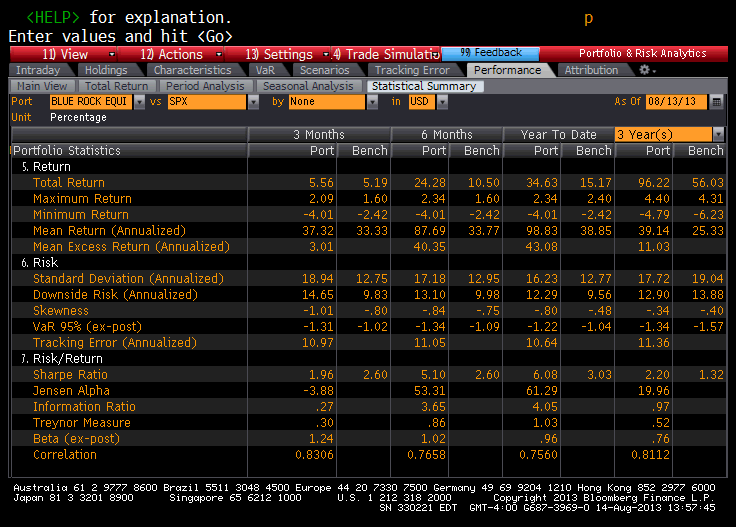 <HELP> for explanation. p
Enter values and hit <Go>
11) View 12) Actions 13) Settings 4) Trade Simulatio 99) Feedback Portfolio & Risk Analytics
Intraday Holdings Characteristics VaR Scenarios Tracking Error Performance Attribution
Main View Total Return Period Analysis Seasonal Analysis Statistical Summary
Port BLUE ROCK EQUI vs SPX by None in USD As Of 08/13/13
Unit Percentage
3 Months 6 Months Year To Date 3 Year(s)
Portfolio Statistics Port Bench Port Bench Port Bench Port Bench
5. Return
Total Return 5.56 5.19 24.28 10.50 34.63 15.17 96.22 56.03
Maximum Return 2.09 1.60 2.34 1.60 2.34 2.40 4.40 4.31
Minimum Return -4.01 -2.42 -4.01 -2.42 -4.01 -2.42 -4.79 -6.23
Mean Return (Annualized) 37.32 33.33 87.69 33.77 98.83 38.85 39.14 25.33
Mean Excess Return (Annualized) 3.01 40.35 43.08 11.03
6. Risk
Standard Deviation (Annualized) 18.94 12.75 17.18 12.95 16.23 12.77 17.72 19.04
Downside Risk (Annualized) 14.65 9.83 13.10 9.98 12.29 9.56 12.90 13.88
Skewness -1.01 -.80 -.84 -.75 -.80 -.48 -.34 -.40
VaR 95% (ex-post) -1.31 -1.02 -1.34 -1.09 -1.22 -1.04 -1.34 -1.57
Tracking Error (Annualized) 10.97 11.05 10.64 11.36
7. Risk/Return
Sharpe Ratio 1.96 2.60 5.10 2.60 6.08 3.03 2.20 1.32
Jensen Alpha -3.88 53.31 61.29 19.96
Information Ratio .27 3.65 4.05 .97
Treynor Measure .30 .86 1.03 .52
Beta (ex-post) 1.24 1.02 .96 .76
Correlation 0.8306 0.7658 0.7560 0.8112
Australia 61 2 9777 8600 Brazil 5511 3048 4500 Europe 44 20 7330 7500 Germany 49 69 9204 1210 Hong Kong 852 2977 6000
Japan 81 3 3201 8900 Singapore 65 6212 1000 U.S. 1 212 318 2000 Copyright 2013 Bloomberg Finance L.P.
SN 330221 EDT GMT-4:00 G687-3969-0 14-Aug-2013 13:57:45